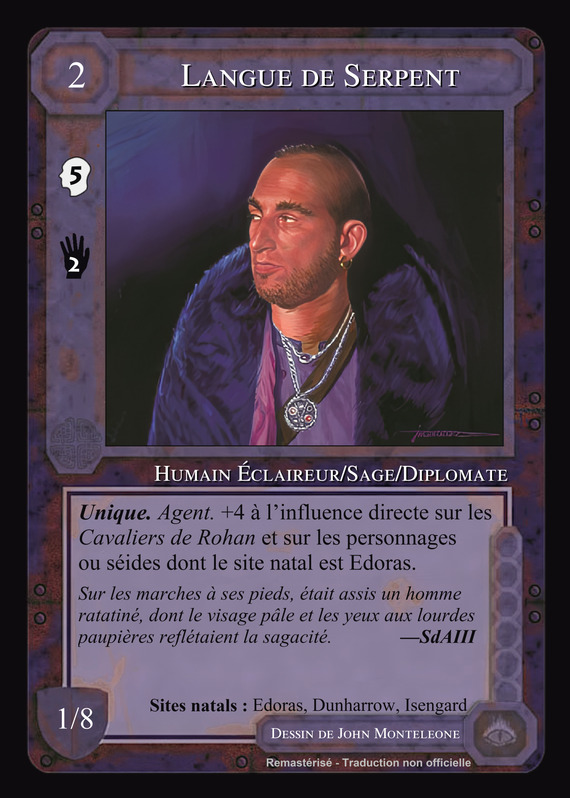 2
Langue de Serpent
5
2
Humain Éclaireur/Sage/Diplomate
Unique. Agent. +4 à l'influence directe sur les
Cavaliers de Rohan et sur les personnages
ou séides dont le site natal est Edoras.
Sur les marches à ses pieds, était assis un homme
ratatiné, dont le visage pâle et les yeux aux lourdes
paupières reflétaient la sagacité. —SdAIII
Sites natals : Edoras, Dunharrow, Isengard
1/8
Dessin de John Monteleone
Remastérisé - Traduction non officielle